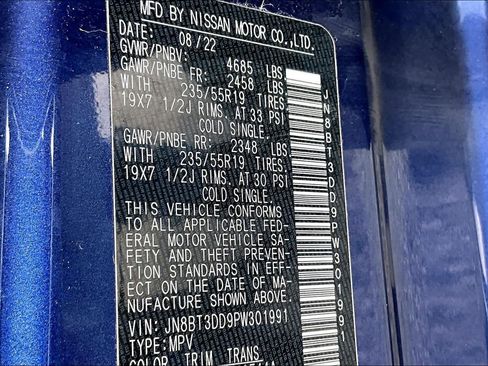 MFD BY NISSAN MOTOR CO.,LTD.
DATE: 08/22
GVWR/PNBV: 4685 LBS
GAWR/PNBE FR: 2458 LBS
WITH 235/55R19 TIRES
19X7 1/2J RIMS, AT 33 PSI
COLD SINGLE.
GAWR/PNBE RR: 2348 LBS
WITH 235/55R19 TIRES
19X7 1/2J RIMS, AT 30 PSI
COLD SINGLE.
THIS VEHICLE CONFORMS
TO ALL APPLICABLE FED-
ERAL MOTOR VEHICLE SA-
FETY AND THEFT PREVEN-
TION STANDARDS IN EFF-
ECT ON THE DATE OF MA-
NUFACTURE SHOWN ABOVE.
VIN: JN8BT3DD9PW301991
TYPE: MPV
COLOR TRIM TRANS
JN8BT3DD9PW301991